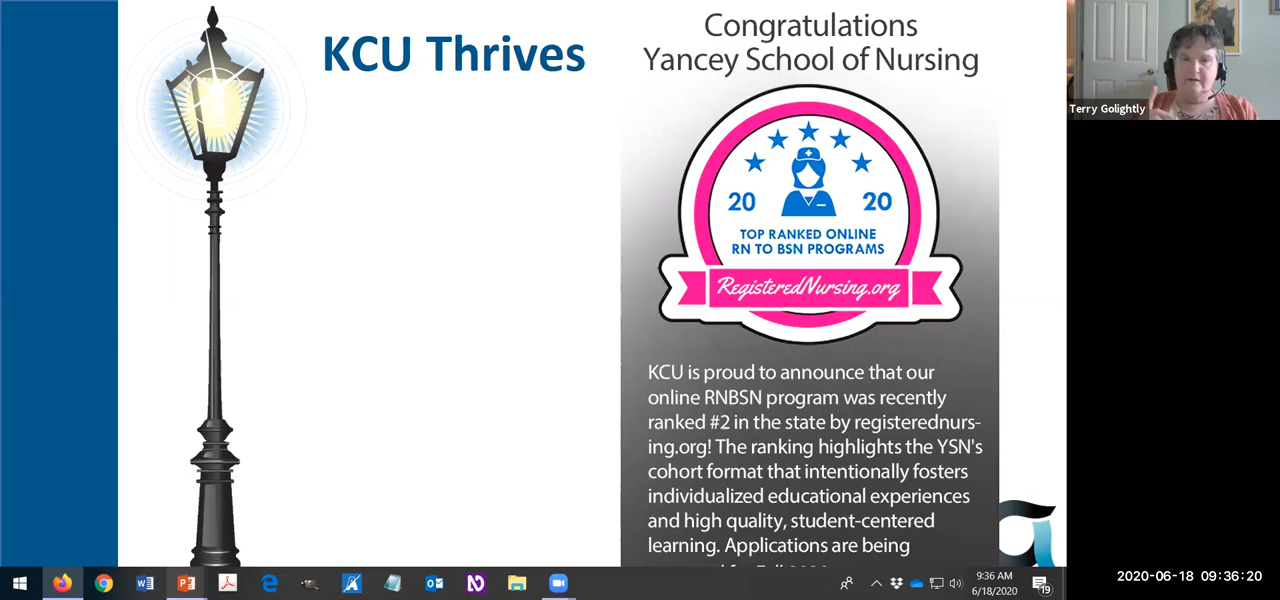 KCU Thrives
Congratulations
Yancey School of Nursing
20 20
TOP RANKED ONLINE
RN TO BSN PROGRAMS
RegisteredNursing.org
KCU is proud to announce that our
online RNBSN program was recently
ranked #2 in the state by registerednurs-
ing.org! The ranking highlights the YSN's
cohort format that intentionally fosters
individualized educational experiences
and high quality, student-centered
learning. Applications are being
Terry Golightly
9:36 AM
6/18/2020
19
2020-06-18 09:36:20